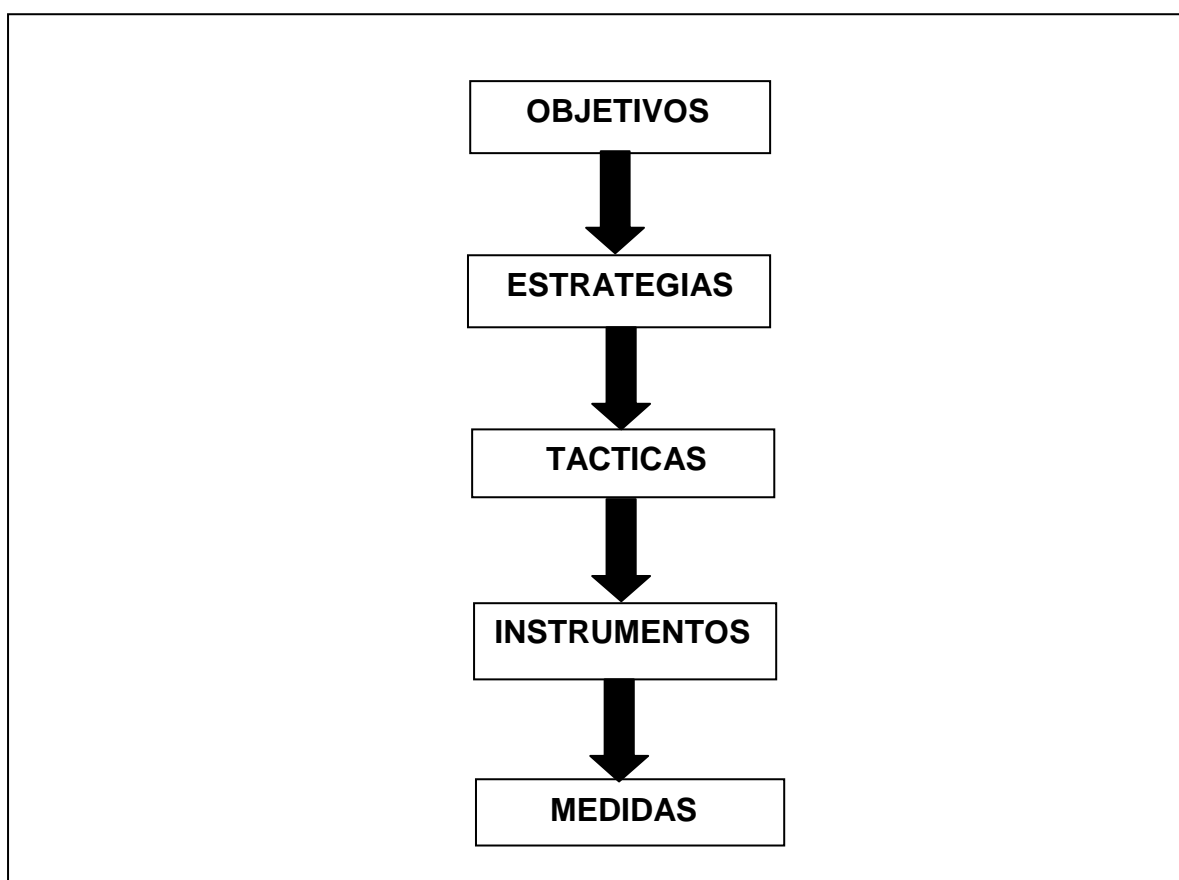 OBJETIVOS
ESTRATEGIAS
TACTICAS
INSTRUMENTOS
MEDIDAS